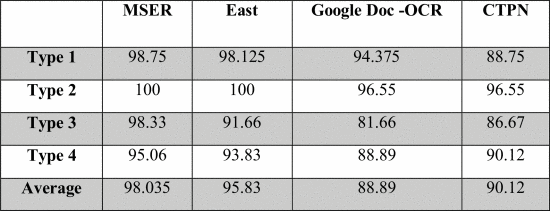 MSER East Google Doc -OCR CTPN
Type 1 98.75 98.125 94.375 88.75
Type 2 100 100 96.55 96.55
Type 3 98.33 91.66 81.66 86.67
Type 4 95.06 93.83 88.89 90.12
Average 98.035 95.83 88.89 90.12